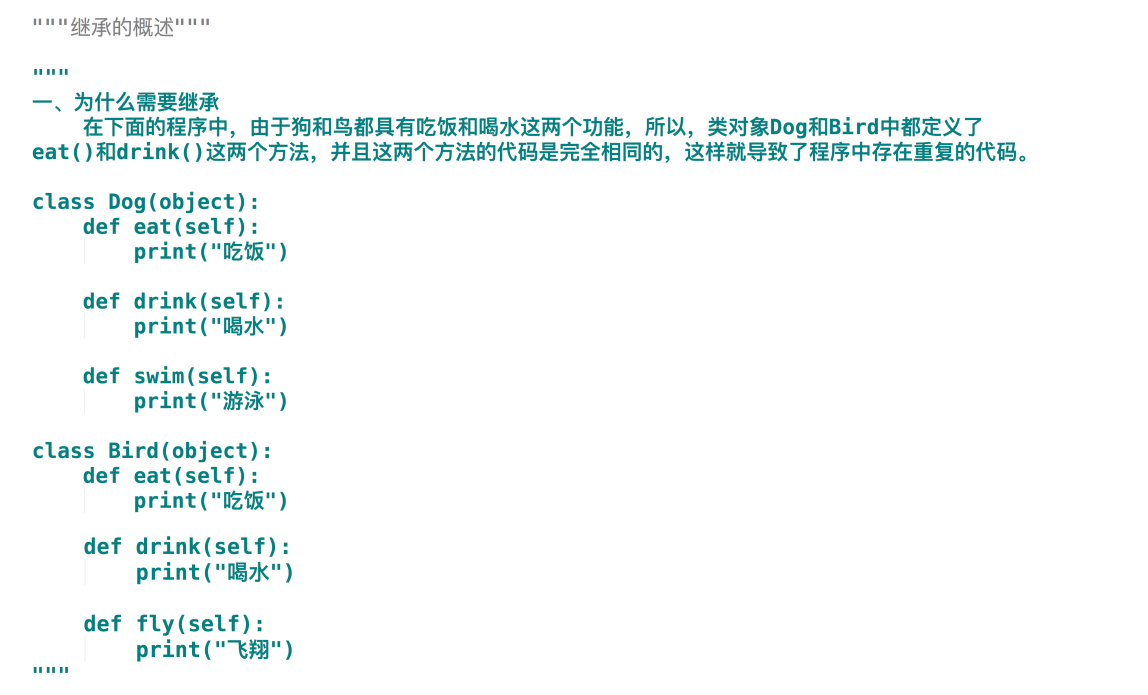 """继承的概述"""
"""
一、为什么需要继承
    在下面的程序中，由于狗和鸟都具有吃饭和喝水这两个功能，所以，类对象Dog和Bird中都定义了
eat()和drink()这两个方法，并且这两个方法的代码是完全相同的，这样就导致了程序中存在重复的代码。
class Dog(object):
    def eat(self):
        print("吃饭")
    def drink(self):
        print("喝水")
    def swim(self):
        print("游泳")
class Bird(object):
    def eat(self):
        print("吃饭")
    def drink(self):
        print("喝水")
    def fly(self):
        print("飞翔")
"""